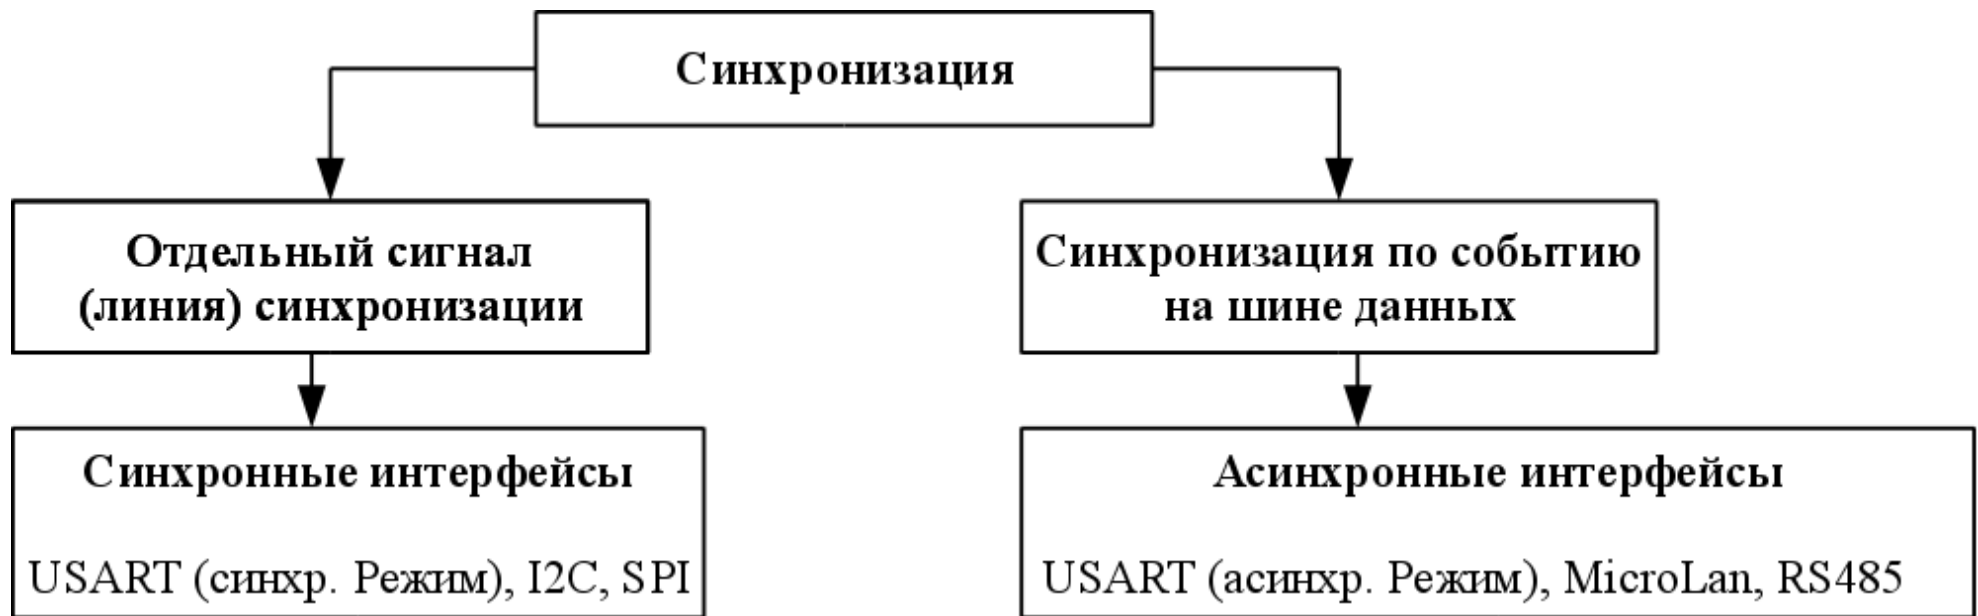 Синхронизация
Отдельный сигнал
(линия) синхронизации
Синхронизация по событию
на шине данных
Синхронные интерфейсы
USART (синхр. Режим), I2C, SPI
Асинхронные интерфейсы
USART (асинхр. Режим), MicroLan, RS485